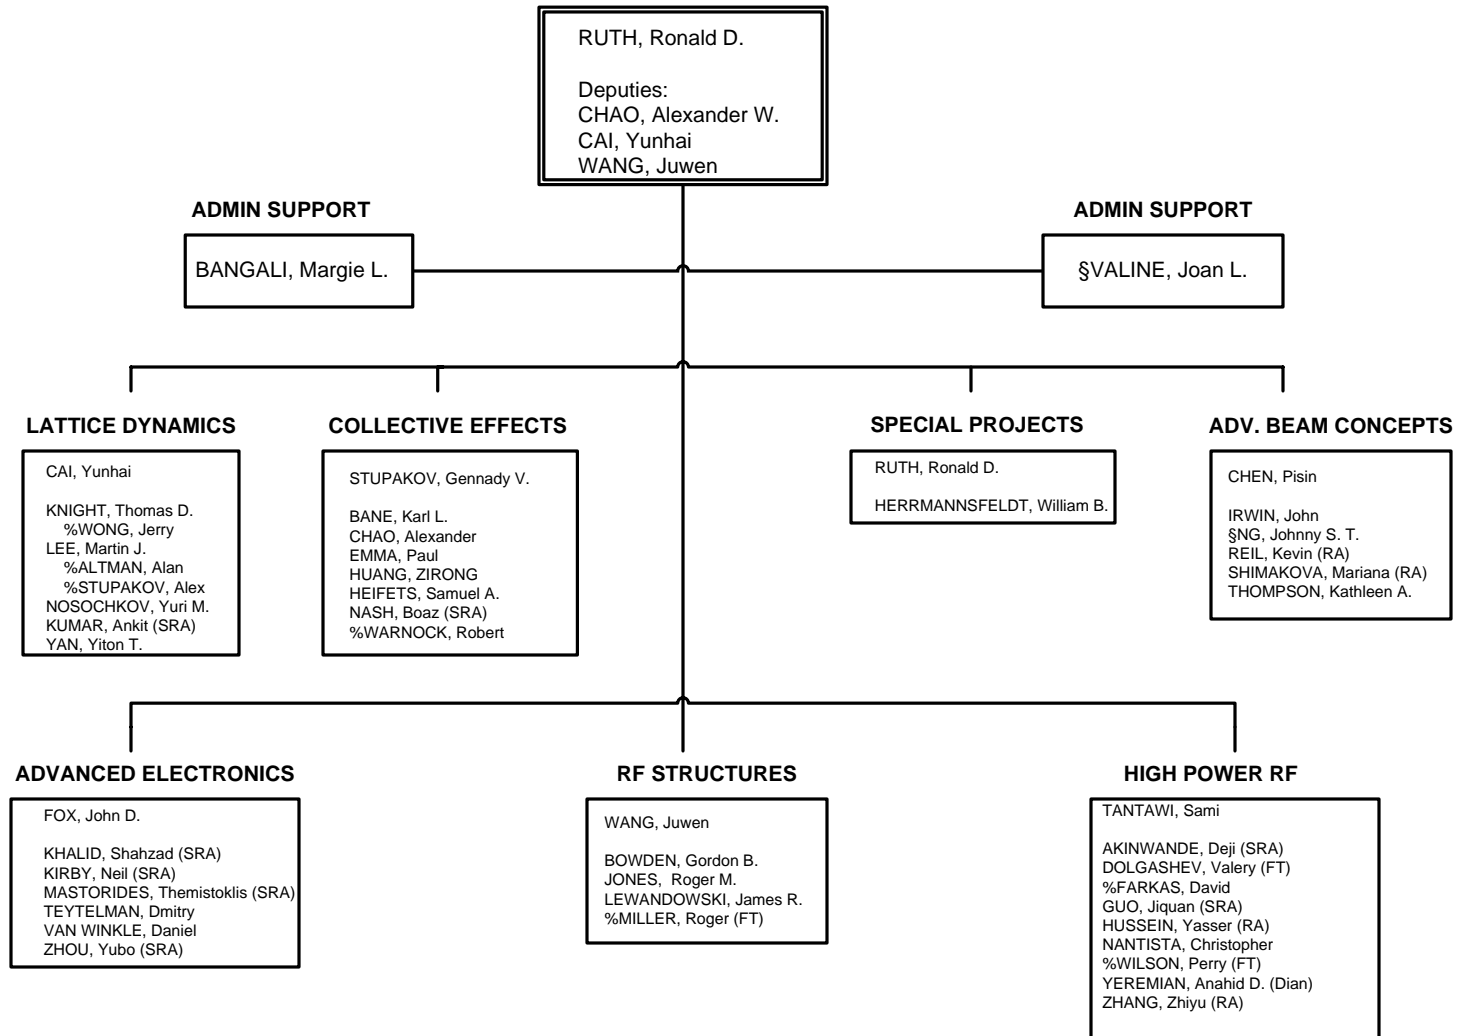 RUTH, Ronald D.
Deputies:
CHAO, Alexander W.
CAI, Yunhai
WANG, Juwen
ADMIN SUPPORT
BANGALI, Margie L.
ADMIN SUPPORT
§VALINE, Joan L.
LATTICE DYNAMICS
CAI, Yunhai
KNIGHT, Thomas D.
%WONG, Jerry
LEE, Martin J.
%ALTMAN, Alan
%STUPAKOV, Alex
NOSOCHKOV, Yuri M.
KUMAR, Ankit (SRA)
YAN, Yiton T.
COLLECTIVE EFFECTS
STUPAKOV, Gennady V.
BANE, Karl L.
CHAO, Alexander
EMMA, Paul
HUANG, ZIRONG
HEIFETS, Samuel A.
NASH, Boaz (SRA)
%WARNOCK, Robert
SPECIAL PROJECTS
RUTH, Ronald D.
HERRMANNSFELDT, William B.
ADV. BEAM CONCEPTS
CHEN, Pisin
IRWIN, John
§NG, Johnny S. T.
REIL, Kevin (RA)
SHIMAKOVA, Mariana (RA)
THOMPSON, Kathleen A.
ADVANCED ELECTRONICS
FOX, John D.
KHALID, Shahzad (SRA)
KIRBY, Neil (SRA)
MASTORIDES, Themistoklis (SRA)
TEYTELMAN, Dmitry
VAN WINKLE, Daniel
ZHOU, Yubo (SRA)
RF STRUCTURES
WANG, Juwen
BOWDEN, Gordon B.
JONES, Roger M.
LEWANDOWSKI, James R.
%MILLER, Roger (FT)
HIGH POWER RF
TANTAWI, Sami
AKINWANDE, Deji (SRA)
DOLGASHEV, Valery (FT)
%FARKAS, David
GUO, Jiquan (SRA)
HUSSEIN, Yasser (RA)
NANTISTA, Christopher
%WILSON, Perry (FT)
YEREMIAN, Anahid D. (Dian)
ZHANG, Zhiyu (RA)